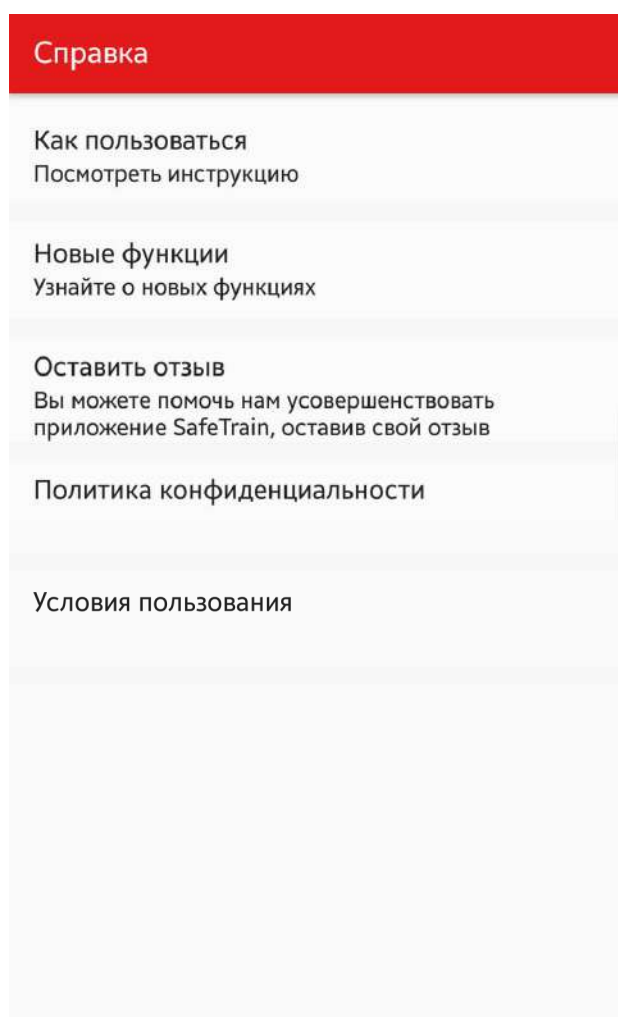 Справка
Как пользоваться
Посмотреть инструкцию
Новые функции
Узнайте о новых функциях
Оставить отзыв
Вы можете помочь нам усовершенствовать
приложение SafeTrain, оставив свой отзыв
Политика конфиденциальности
Условия пользования